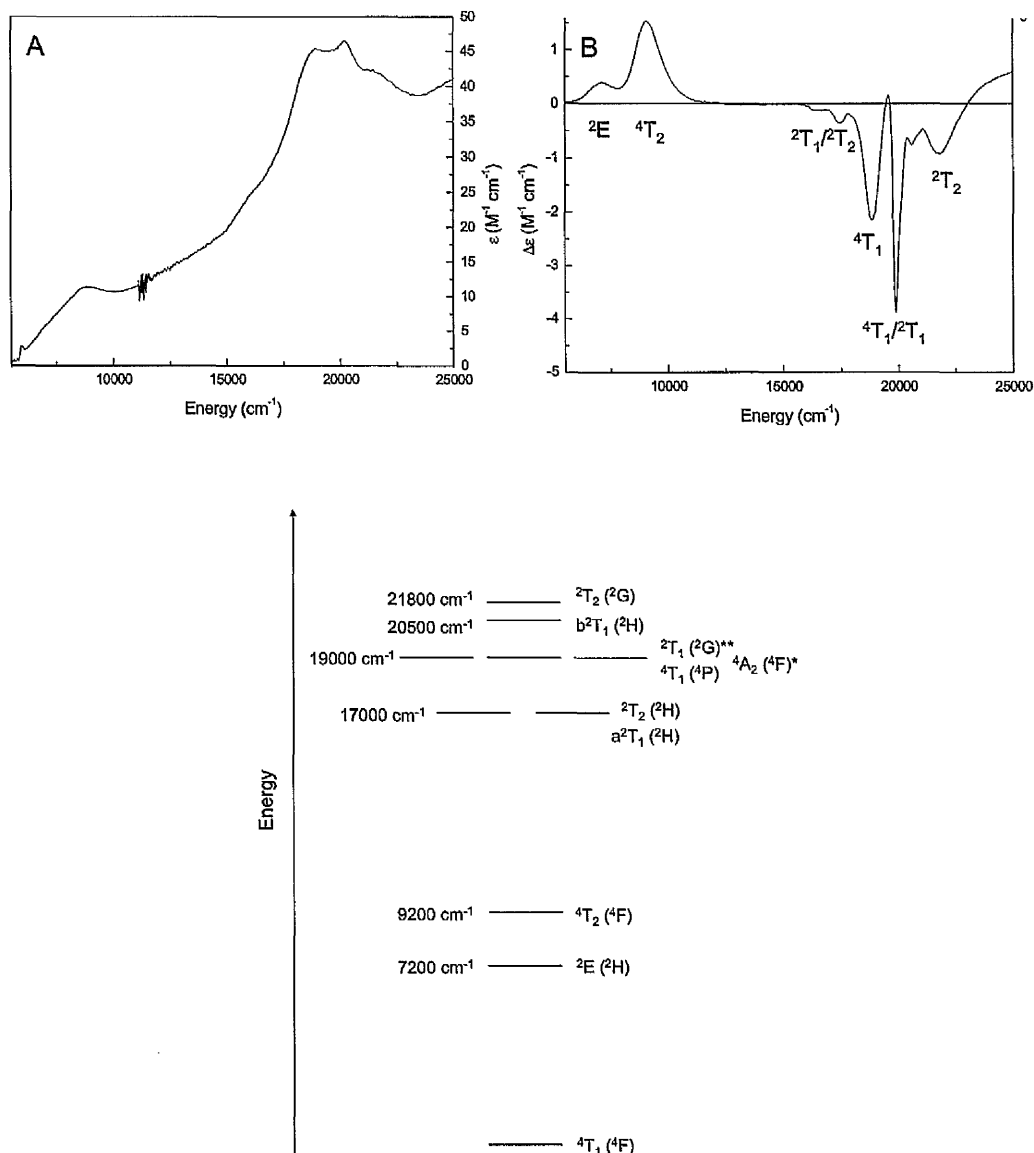 A
50
45
40
35
30
25
20
15
10
5
0
ε (M⁻¹ cm⁻¹)
10000 15000 20000 25000
Energy (cm⁻¹)
B
1
0
-1
-2
-3
-4
-5
Δε (M⁻¹ cm⁻¹)
²E
⁴T₂
²T₁/²T₂
⁴T₁
⁴T₁/²T₁
²T₂
10000 15000 20000 25000
Energy (cm⁻¹)
Energy
21800 cm⁻¹ ²T₂ (²G)
20500 cm⁻¹ b²T₁ (²H)
²T₁ (²G)**
19000 cm⁻¹ ⁴T₁ (⁴P) ⁴A₂ (⁴F)*
17000 cm⁻¹ ²T₂ (²H)
a²T₁ (²H)
9200 cm⁻¹ ⁴T₂ (⁴F)
7200 cm⁻¹ ²E (²H)
⁴T₁ (⁴F)